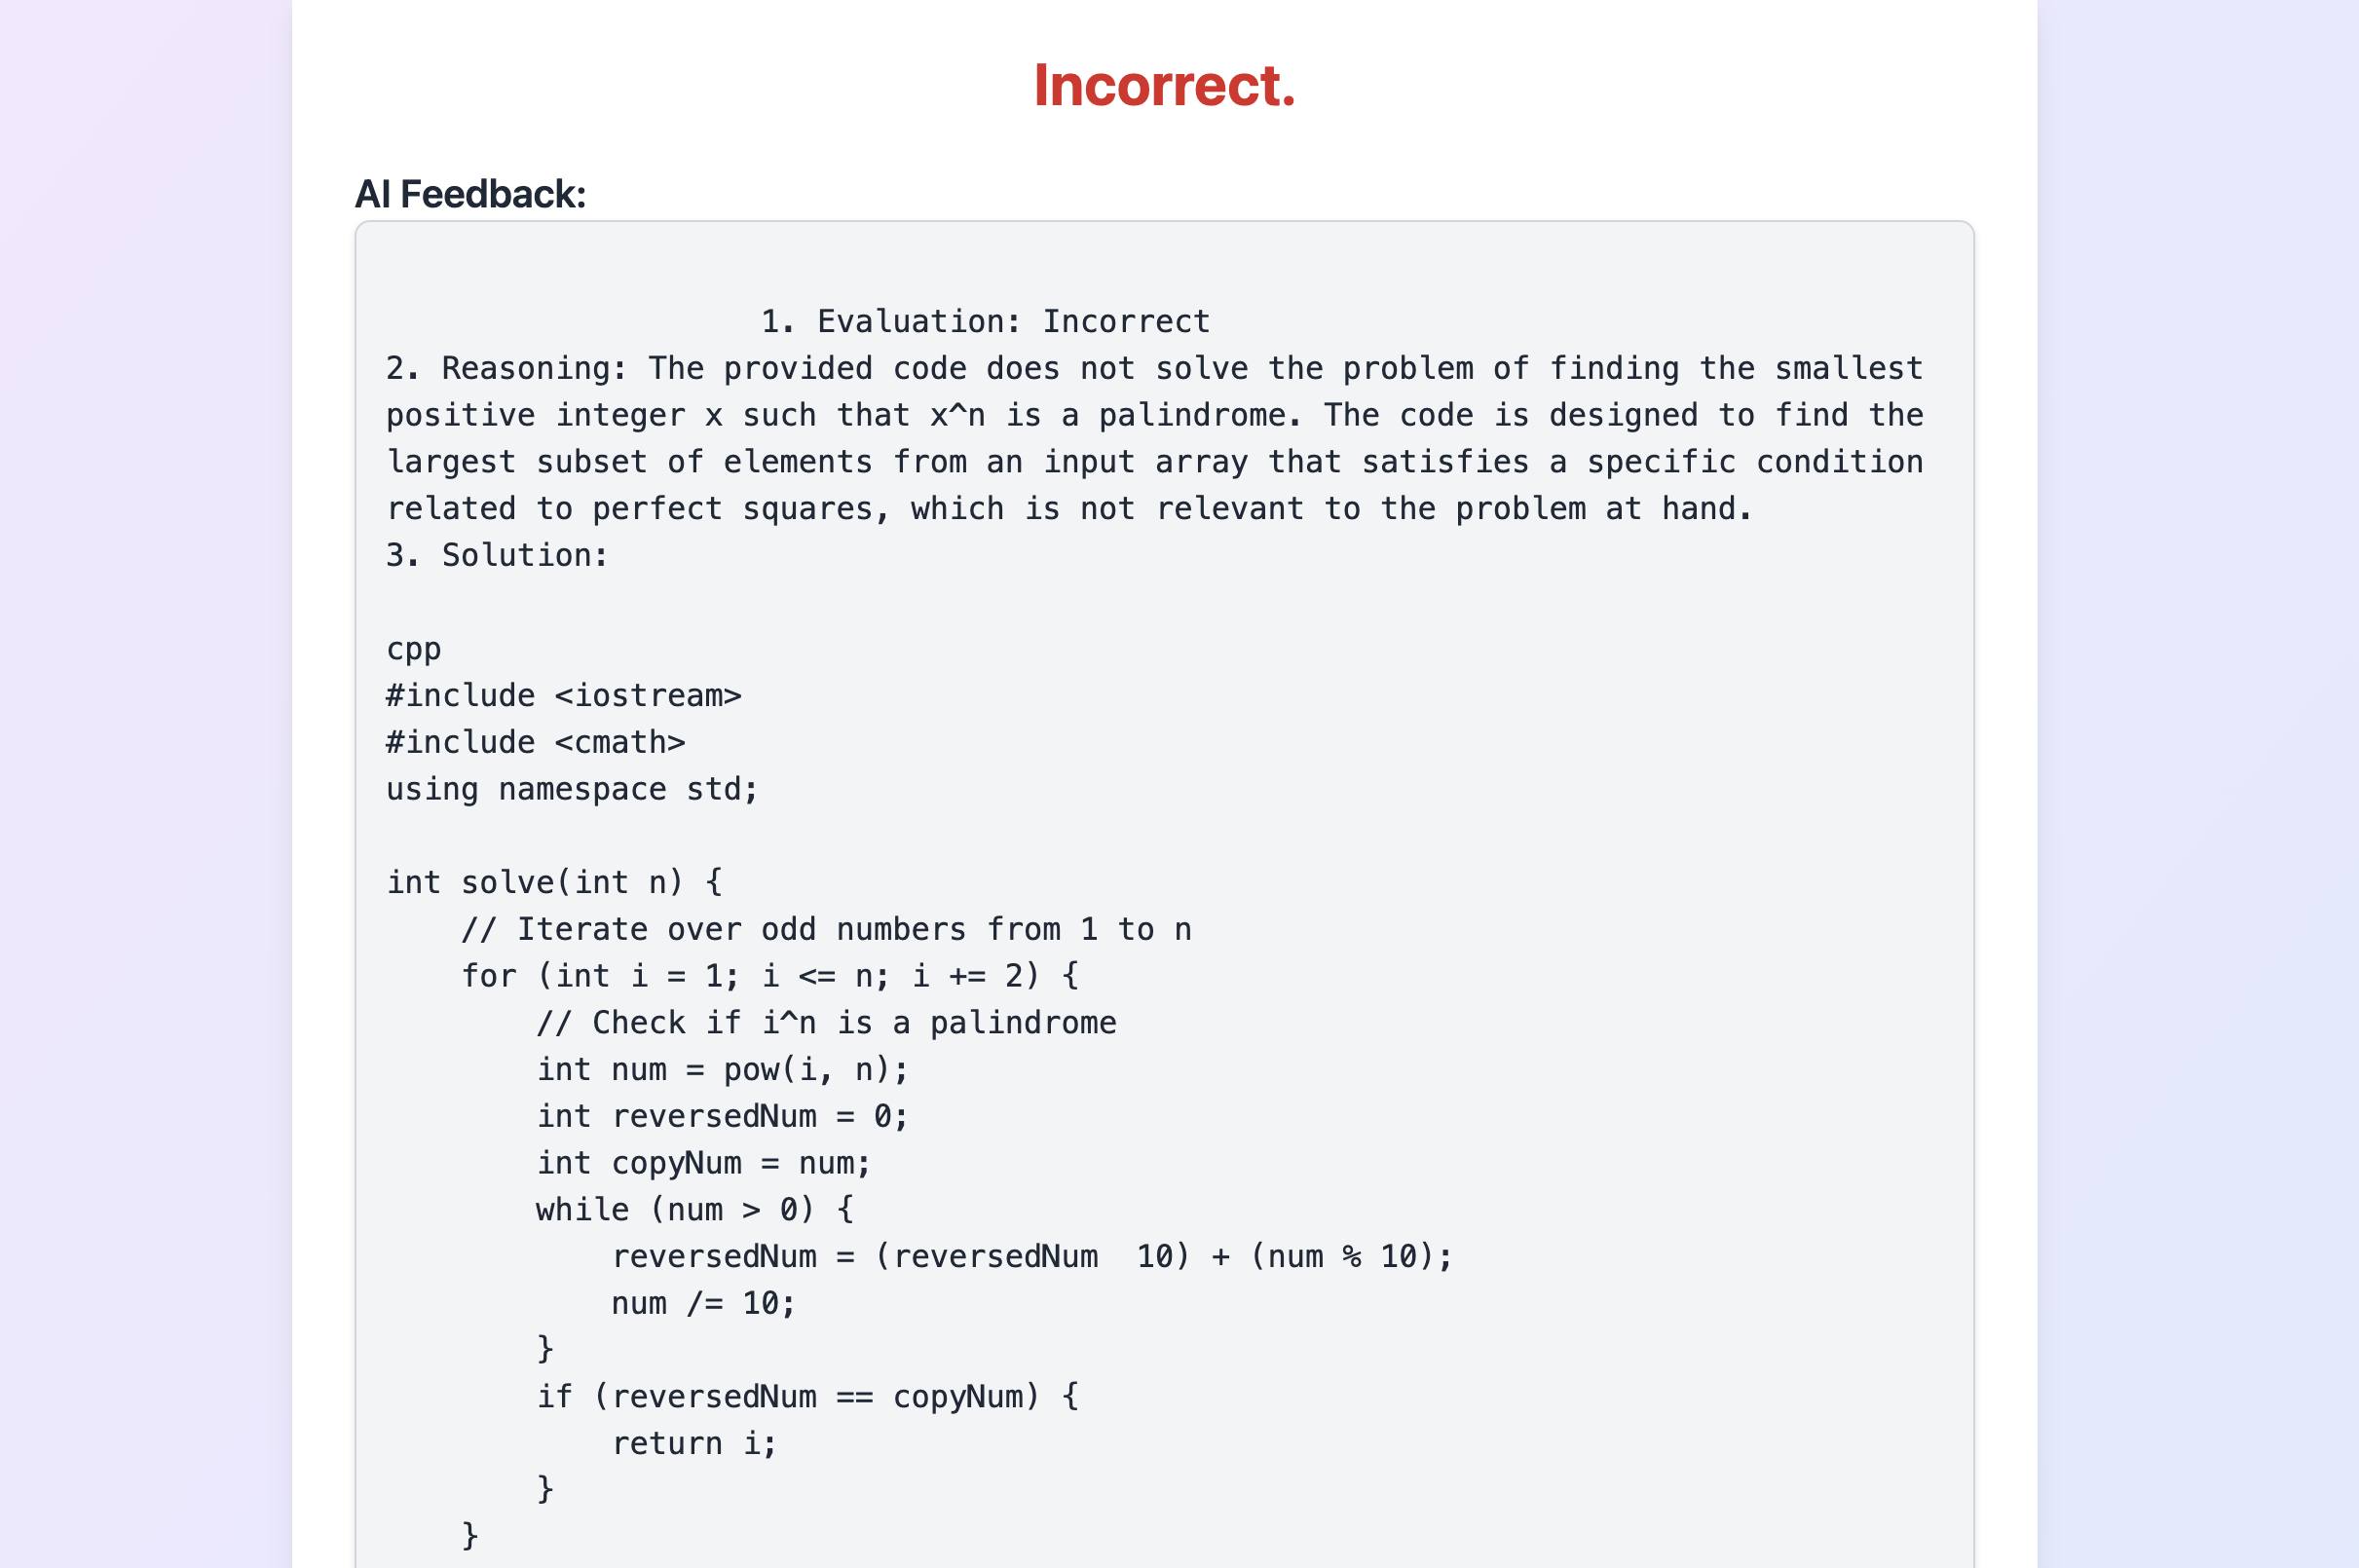 Incorrect.
AI Feedback:
1. Evaluation: Incorrect
2. Reasoning: The provided code does not solve the problem of finding the smallest
positive integer x such that x^n is a palindrome. The code is designed to find the
largest subset of elements from an input array that satisfies a specific condition
related to perfect squares, which is not relevant to the problem at hand.
3. Solution:
cpp
#include <iostream>
#include <cmath>
using namespace std;
int solve(int n) {
    // Iterate over odd numbers from 1 to n
    for (int i = 1; i <= n; i += 2) {
        // Check if i^n is a palindrome
        int num = pow(i, n);
        int reversedNum = 0;
        int copyNum = num;
        while (num > 0) {
            reversedNum = (reversedNum  10) + (num % 10);
            num /= 10;
        }
        if (reversedNum == copyNum) {
            return i;
        }
    }